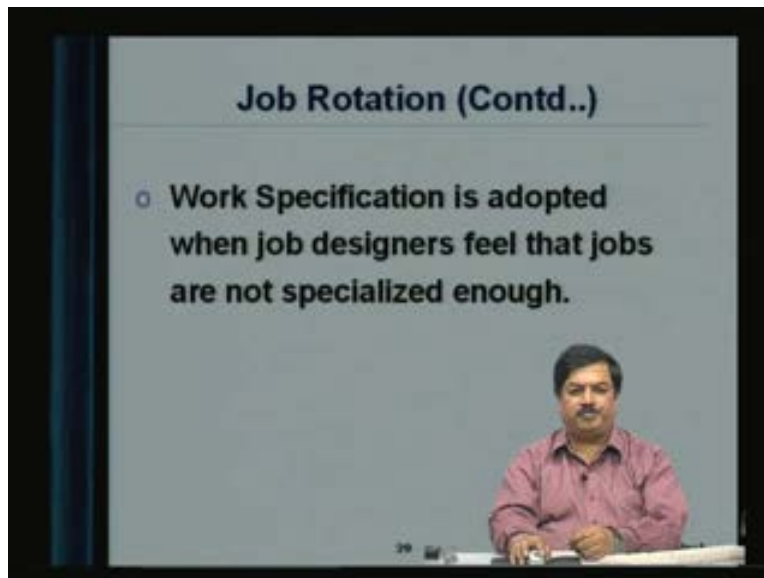 Job Rotation (Contd..)
o Work Specification is adopted
when job designers feel that jobs
are not specialized enough.